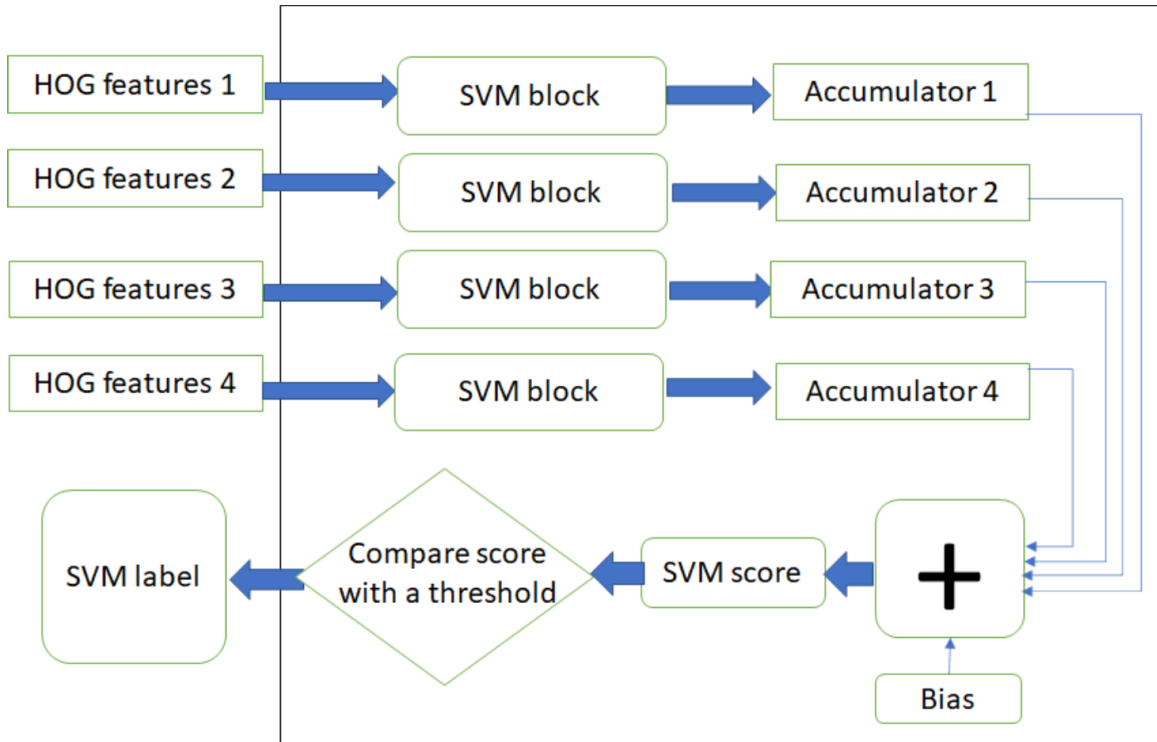 HOG features 1
SVM block
Accumulator 1
HOG features 2
SVM block
Accumulator 2
HOG features 3
SVM block
Accumulator 3
HOG features 4
SVM block
Accumulator 4
SVM label
Compare score
with a threshold
SVM score
+
Bias